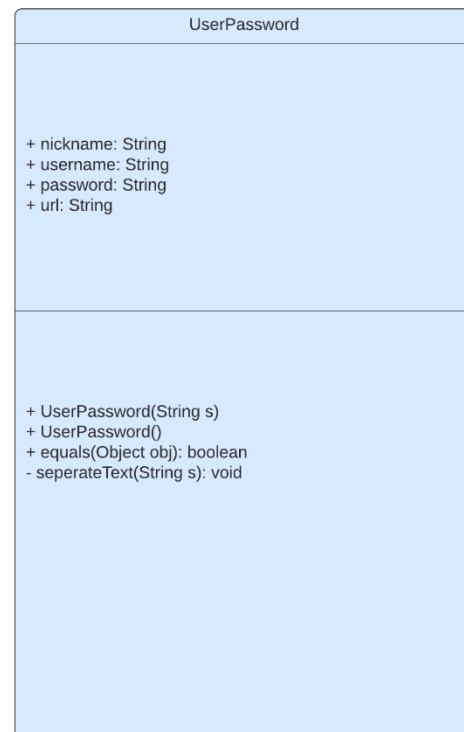 UserPassword
+ nickname: String
+ username: String
+ password: String
+ url: String
+ UserPassword(String s)
+ UserPassword()
+ equals(Object obj): boolean
- seperateText(String s): void